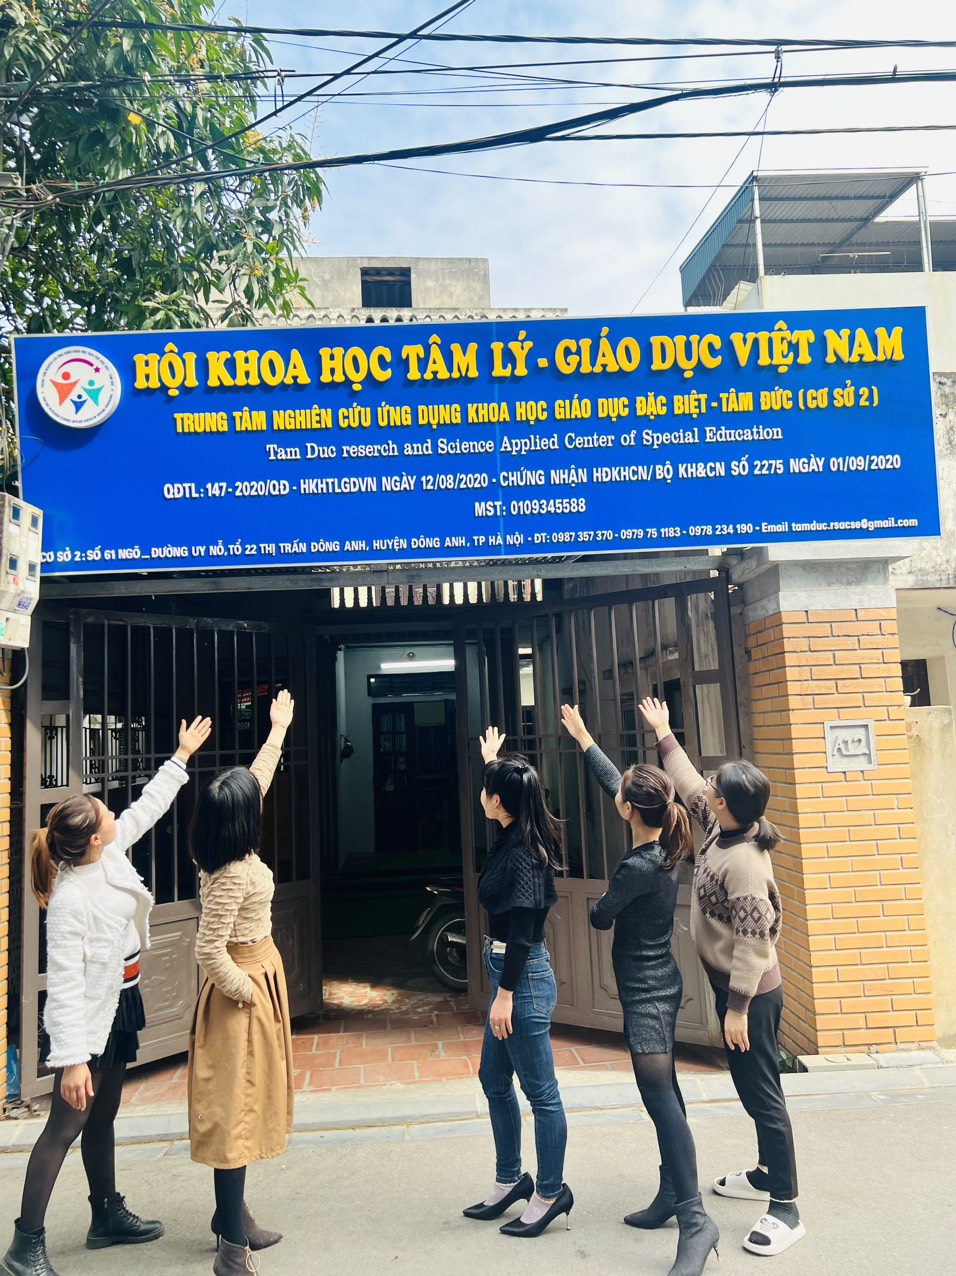 HỘI KHOA HỌC TÂM LÝ - GIÁO DỤC VIỆT NAM
TRUNG TÂM NGHIÊN CỨU ỨNG DỤNG KHOA HỌC GIÁO DỤC ĐẶC BIỆT - TÂM ĐỨC ( CƠ SỞ 2 )
Tam Duc reserch and Science Applied Center of Special Education
QĐTL: 147- 2020/QĐ - HKHTLGDVN NGÀY 12/08/2020 - CHỨNG NHẬN HĐKHCN/ BỘ KH&CN SỐ 2275 NGÀY 01/09/2020
MST: 0109345588
CƠ SỞ 2 : SỐ 61 NGÕ _ ĐƯỜNG UY NỖ, TỔ 22 THỊ TRẤN ĐÔNG ANH, HUYỆN ĐÔNG ANH, TP HÀ NỘI - ĐT: 0987 357 370 - 0979 75 1183 - 0978 234 190 - Email tamduc.rsacse@gmail.com
A12